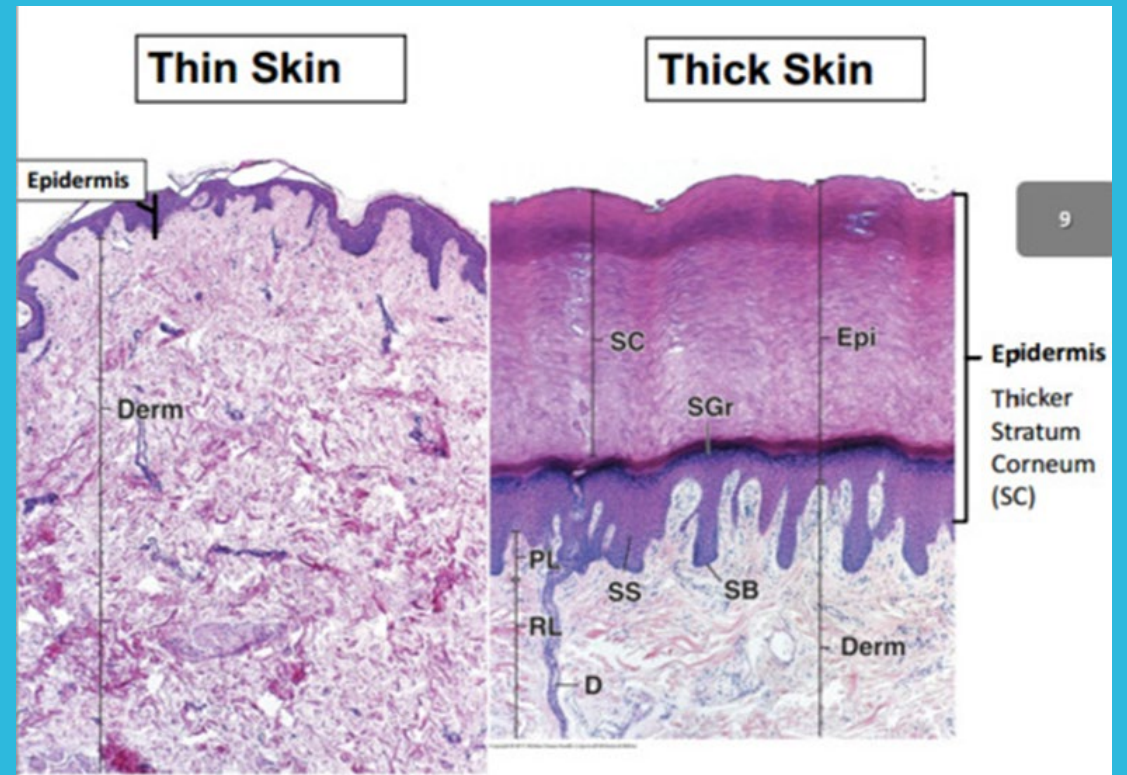 Thin Skin
Thick Skin
Epidermis
9
SC
Epi
Epidermis
Thicker
Stratum
Corneum
(SC)
SGr
Derm
PL
SS
SB
RL
Derm
D